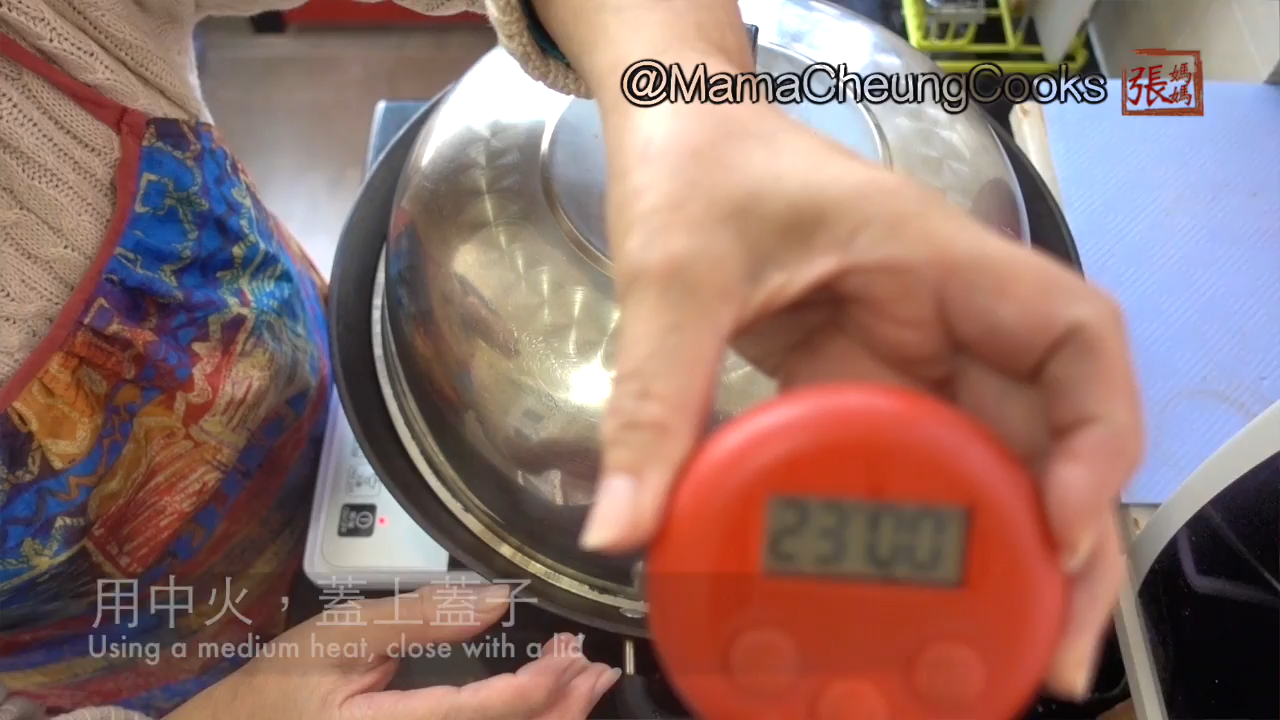 @MamaCheungCooks
張媽媽
23 00
用中火，蓋上蓋子
Using a medium heat, close with a lid